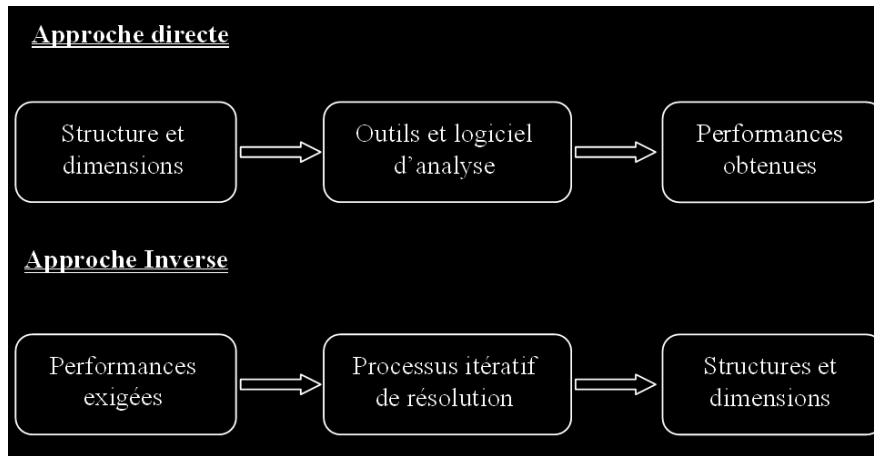 Approche directe
Structure et
dimensions
Outils et logiciel
d'analyse
Performances
obtenues
Approche Inverse
Performances
exigées
Processus itératif
de résolution
Structures et
dimensions